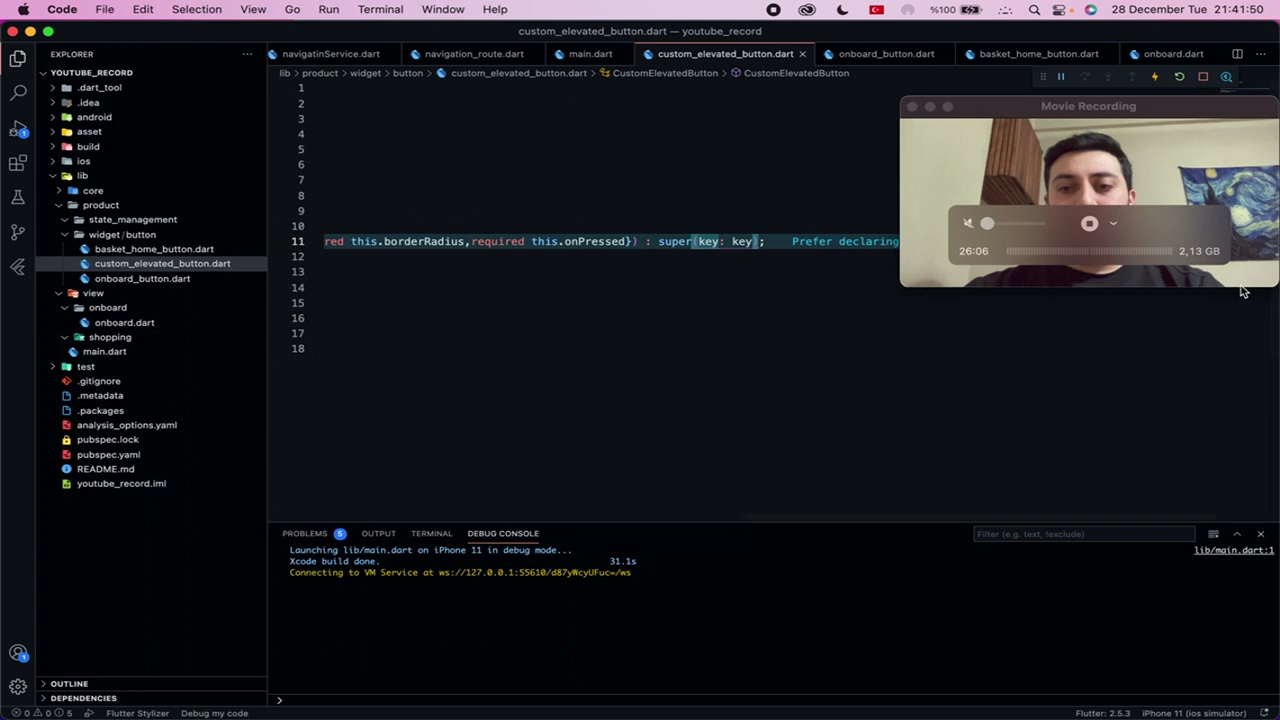 Code File Edit Selection View Go Run Terminal Window Help %100 28 December Tue 21:41:50
custom_elevated_button.dart — youtube_record
EXPLORER
navigatinService.dart navigation_route.dart main.dart custom_elevated_button.dart onboard_button.dart basket_home_button.dart onboard.dart
lib > product > widget > button > custom_elevated_button.dart > CustomElevatedButton > CustomElevatedButton
YOUTUBE_RECORD
.dart_tool
.idea
android
asset
build
ios
lib
core
product
state_management
widget/button
basket_home_button.dart
custom_elevated_button.dart
onboard_button.dart
view
onboard
onboard.dart
shopping
main.dart
test
.gitignore
.metadata
.packages
analysis_options.yaml
pubspec.lock
pubspec.yaml
README.md
youtube_record.iml
OUTLINE
DEPENDENCIES
1
2
3
4
5
6
7
8
9
10
11 red this.borderRadius,required this.onPressed}) : super(key: key); Prefer declaring
12
13
14
15
16
17
18
Movie Recording
26:06 2,13 GB
PROBLEMS 5 OUTPUT TERMINAL DEBUG CONSOLE Filter (e.g. text, !exclude)
Launching lib/main.dart on iPhone 11 in debug mode... lib/main.dart:1
Xcode build done. 31.1s
Connecting to VM Service at ws://127.0.0.1:55610/d87yWcyUFuc=/ws
>
1
1
0 0 5 Flutter Stylizer Debug my code Flutter: 2.5.3 iPhone 11 (ios simulator)